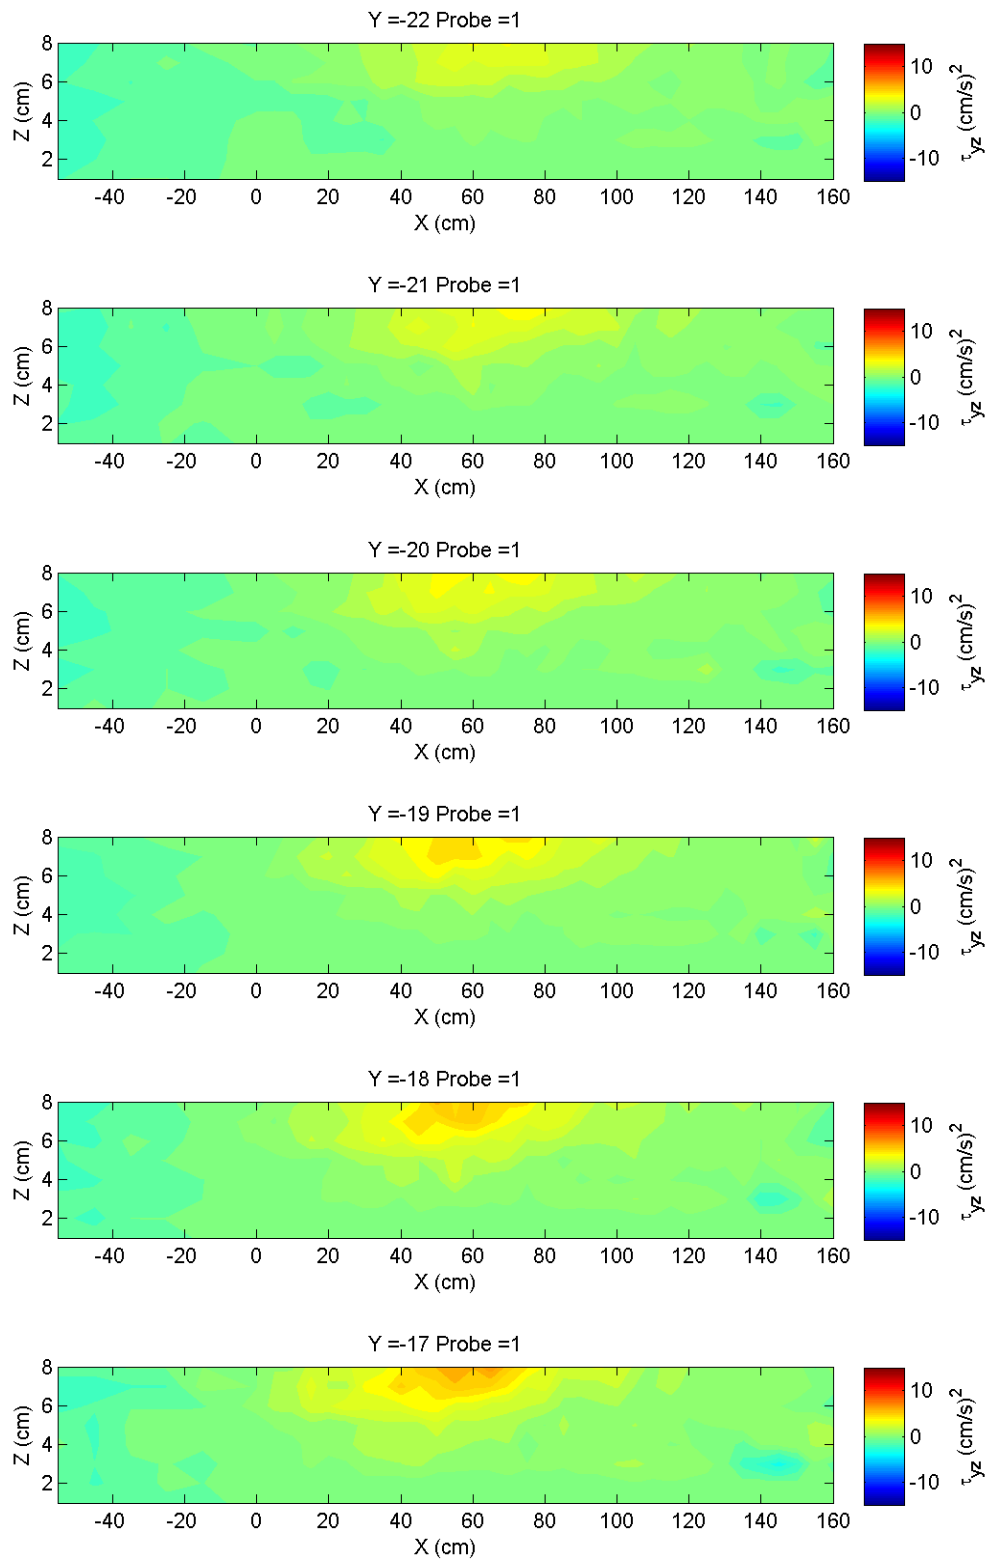 Y =-22 Probe =1
8
6
4
2
Z (cm)
-40 -20 0 20 40 60 80 100 120 140 160
X (cm)
10
0
-10
τyz (cm/s)2
Y =-21 Probe =1
8
6
4
2
Z (cm)
-40 -20 0 20 40 60 80 100 120 140 160
X (cm)
10
0
-10
τyz (cm/s)2
Y =-20 Probe =1
8
6
4
2
Z (cm)
-40 -20 0 20 40 60 80 100 120 140 160
X (cm)
10
0
-10
τyz (cm/s)2
Y =-19 Probe =1
8
6
4
2
Z (cm)
-40 -20 0 20 40 60 80 100 120 140 160
X (cm)
10
0
-10
τyz (cm/s)2
Y =-18 Probe =1
8
6
4
2
Z (cm)
-40 -20 0 20 40 60 80 100 120 140 160
X (cm)
10
0
-10
τyz (cm/s)2
Y =-17 Probe =1
8
6
4
2
Z (cm)
-40 -20 0 20 40 60 80 100 120 140 160
X (cm)
10
0
-10
τyz (cm/s)2